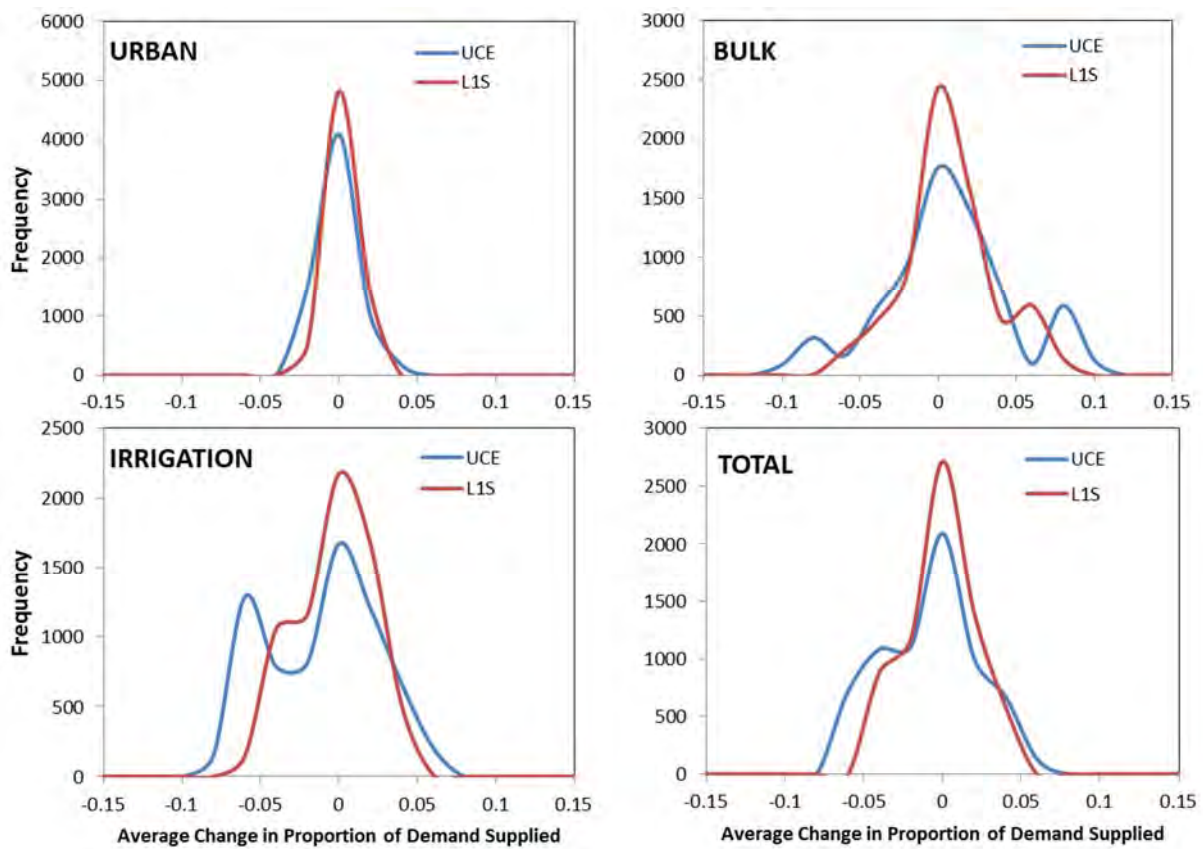 URBAN
UCE
L1S
6000
5000
4000
3000
2000
1000
0
Frequency
-0.15 -0.1 -0.05 0 0.05 0.1 0.15
BULK
UCE
L1S
3000
2500
2000
1500
1000
500
0
-0.15 -0.1 -0.05 0 0.05 0.1 0.15
IRRIGATION
UCE
L1S
2500
2000
1500
1000
500
0
Frequency
-0.15 -0.1 -0.05 0 0.05 0.1 0.15
Average Change in Proportion of Demand Supplied
TOTAL
UCE
L1S
3000
2500
2000
1500
1000
500
0
-0.15 -0.1 -0.05 0 0.05 0.1 0.15
Average Change in Proportion of Demand Supplied